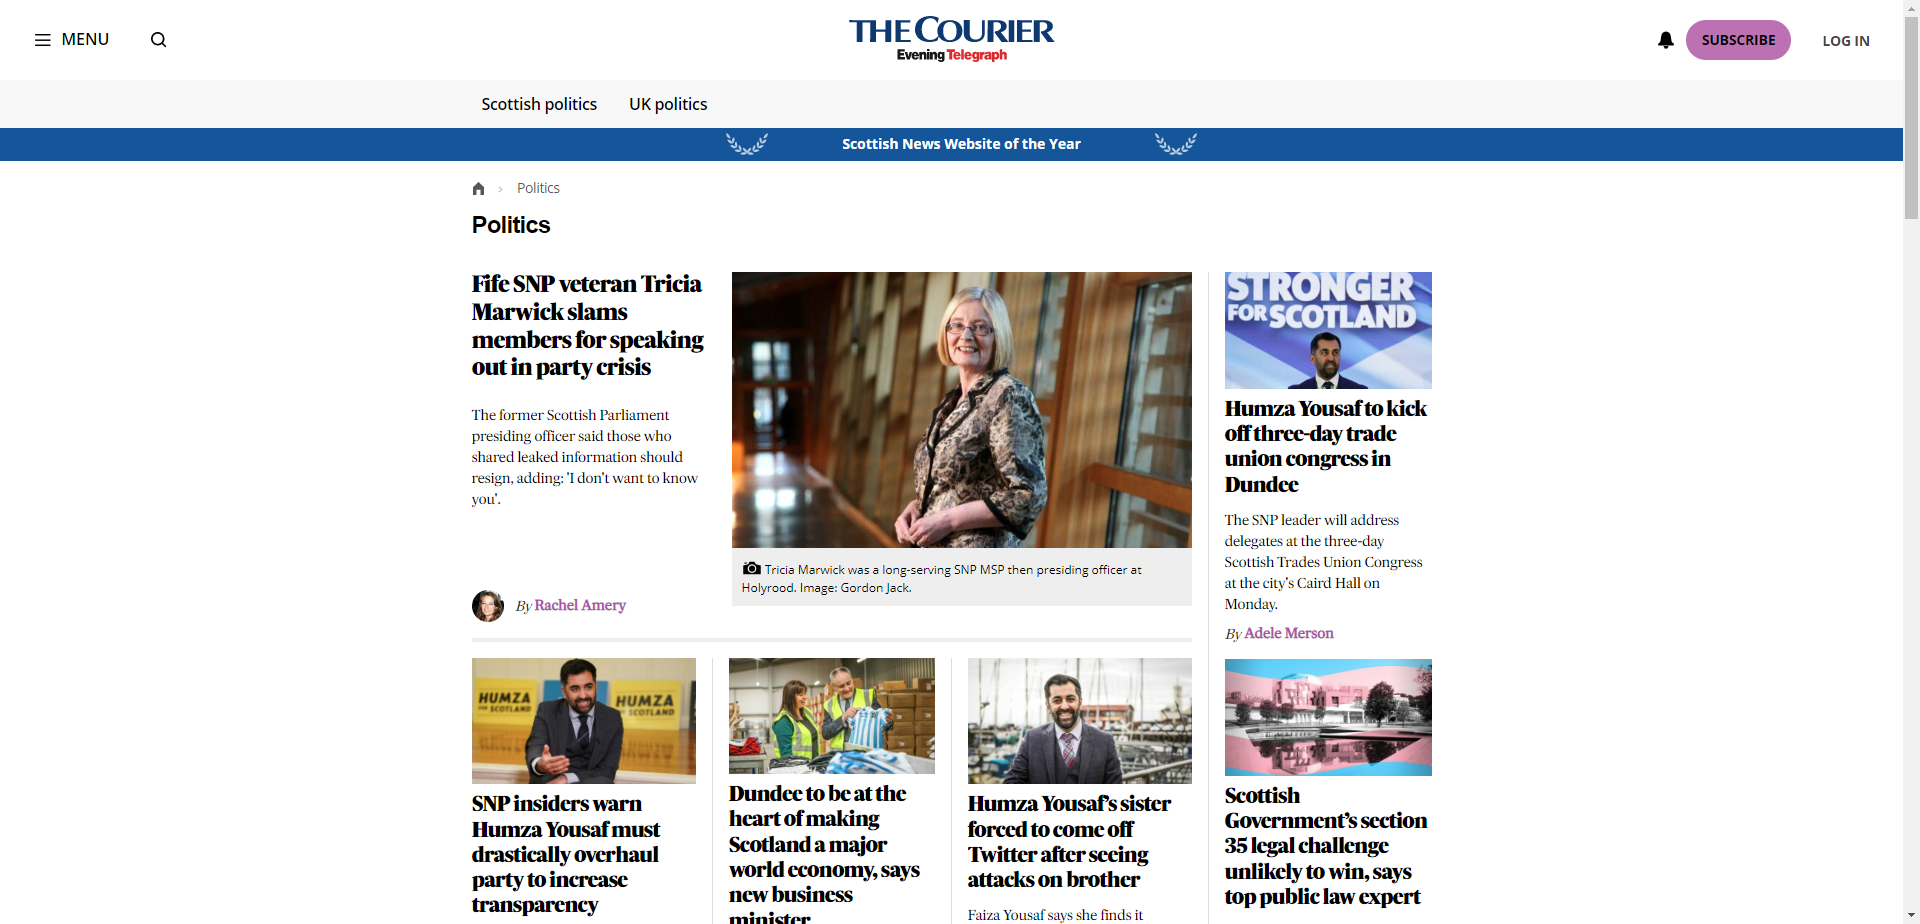 MENU
THE COURIER
Evening Telegraph
SUBSCRIBE
LOG IN
Scottish politics
UK politics
Scottish News Website of the Year
Politics
Politics
Fife SNP veteran Tricia
Marwick slams
members for speaking
out in party crisis
The former Scottish Parliament
presiding officer said those who
shared leaked information should
resign, adding: 'I don't want to know
you'.
By Rachel Amery
Tricia Marwick was a long-serving SNP MSP then presiding officer at
Holyrood. Image: Gordon Jack.
STRONGER
FOR SCOTLAND
Humza Yousaf to kick
off three-day trade
union congress in
Dundee
The SNP leader will address
delegates at the three-day
Scottish Trades Union Congress
at the city's Caird Hall on
Monday.
By Adele Merson
HUMZA
FOR SCOTLAND
HUMZA
FOR SCOTLAND
SNP insiders warn
Humza Yousaf must
drastically overhaul
party to increase
transparency
Dundee to be at the
heart of making
Scotland a major
world economy, says
new business
minister
Humza Yousaf's sister
forced to come off
Twitter after seeing
attacks on brother
Faiza Yousaf says she finds it
Scottish
Government's section
35 legal challenge
unlikely to win, says
top public law expert